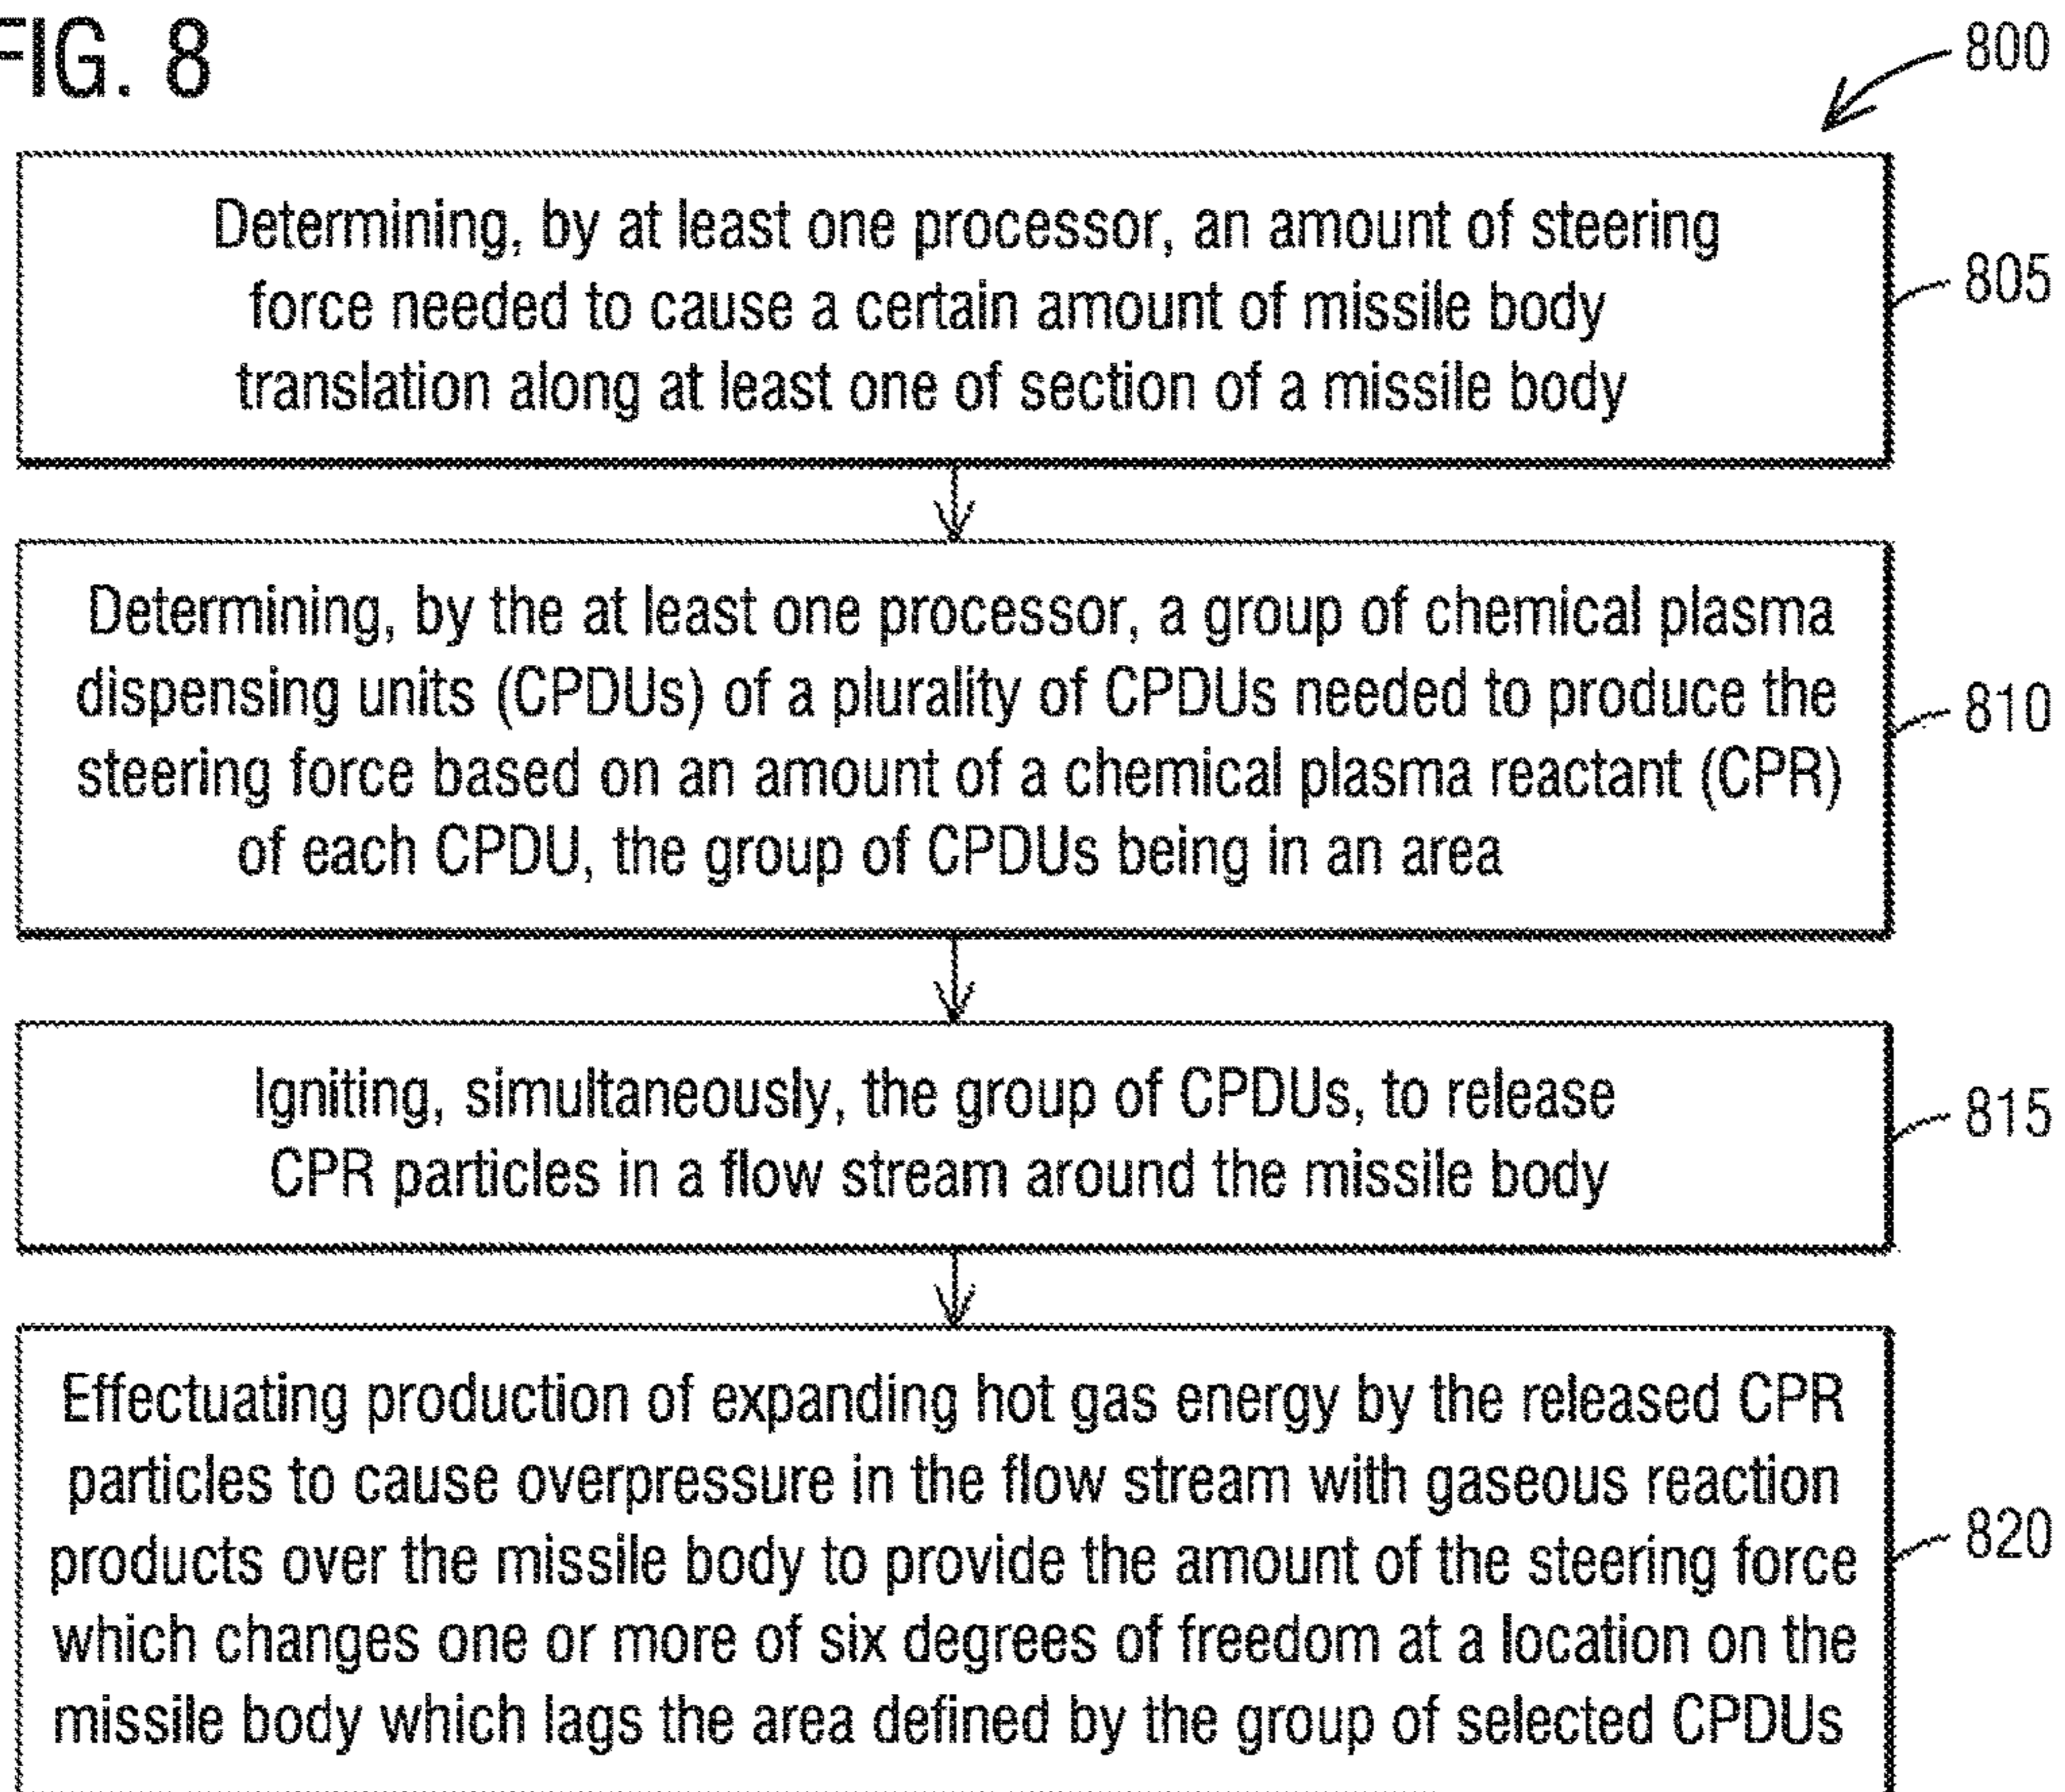 FIG. 8
800
Determining, by at least one processor, an amount of steering
force needed to cause a certain amount of missile body
translation along at least one of section of a missile body
805
Determining, by the at least one processor, a group of chemical plasma
dispensing units (CPDUs) of a plurality of CPDUs needed to produce the
steering force based on an amount of a chemical plasma reactant (CPR)
of each CPDU, the group of CPDUs being in an area
810
Igniting, simultaneously, the group of CPDUs, to release
CPR particles in a flow stream around the missile body
815
Effectuating production of expanding hot gas energy by the released CPR
particles to cause overpressure in the flow stream with gaseous reaction
products over the missile body to provide the amount of the steering force
which changes one or more of six degrees of freedom at a location on the
missile body which lags the area defined by the group of selected CPDUs
820